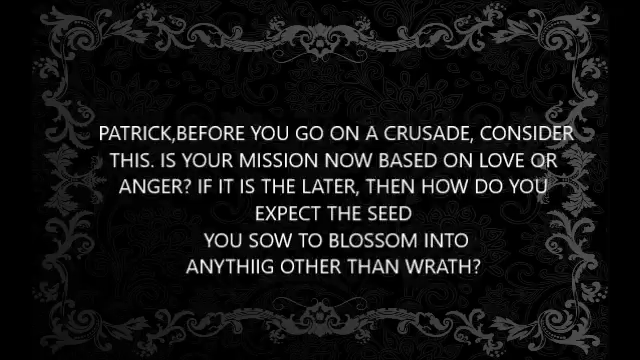 PATRICK,BEFORE YOU GO ON A CRUSADE, CONSIDER
THIS. IS YOUR MISSION NOW BASED ON LOVE OR
ANGER? IF IT IS THE LATER, THEN HOW DO YOU
EXPECT THE SEED
YOU SOW TO BLOSSOM INTO
ANYTHIIG OTHER THAN WRATH?